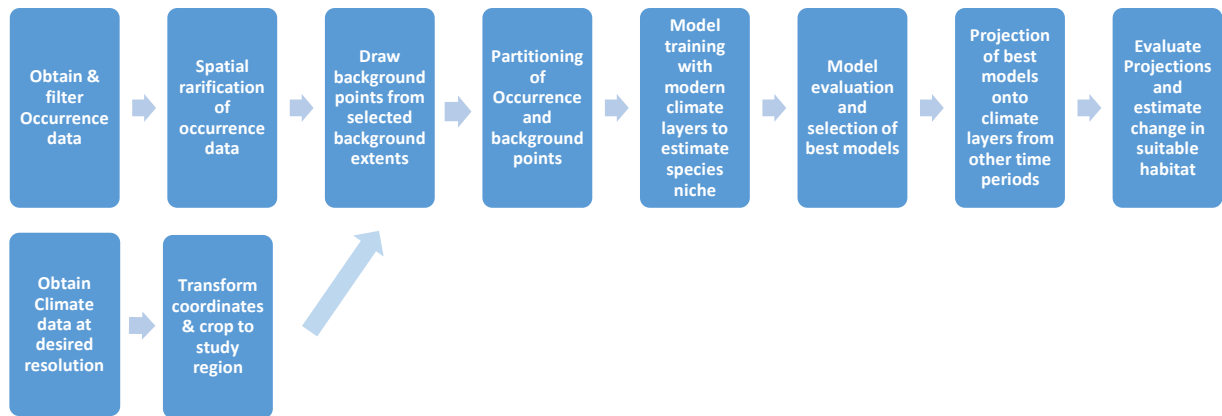 Obtain &
filter
Occurrence
data
Spatial
rarification
of
occurrence
data
Draw
background
points from
selected
background
extents
Partitioning
of
Occurrence
and
background
points
Model
training
with
modern
climate
layers to
estimate
species
niche
Model
evaluation
and
selection of
best models
Projection
of best
models
onto
climate
layers from
other time
periods
Evaluate
Projections
and
estimate
change in
suitable
habitat
Obtain
Climate
data at
desired
resolution
Transform
coordinates
& crop to
study
region